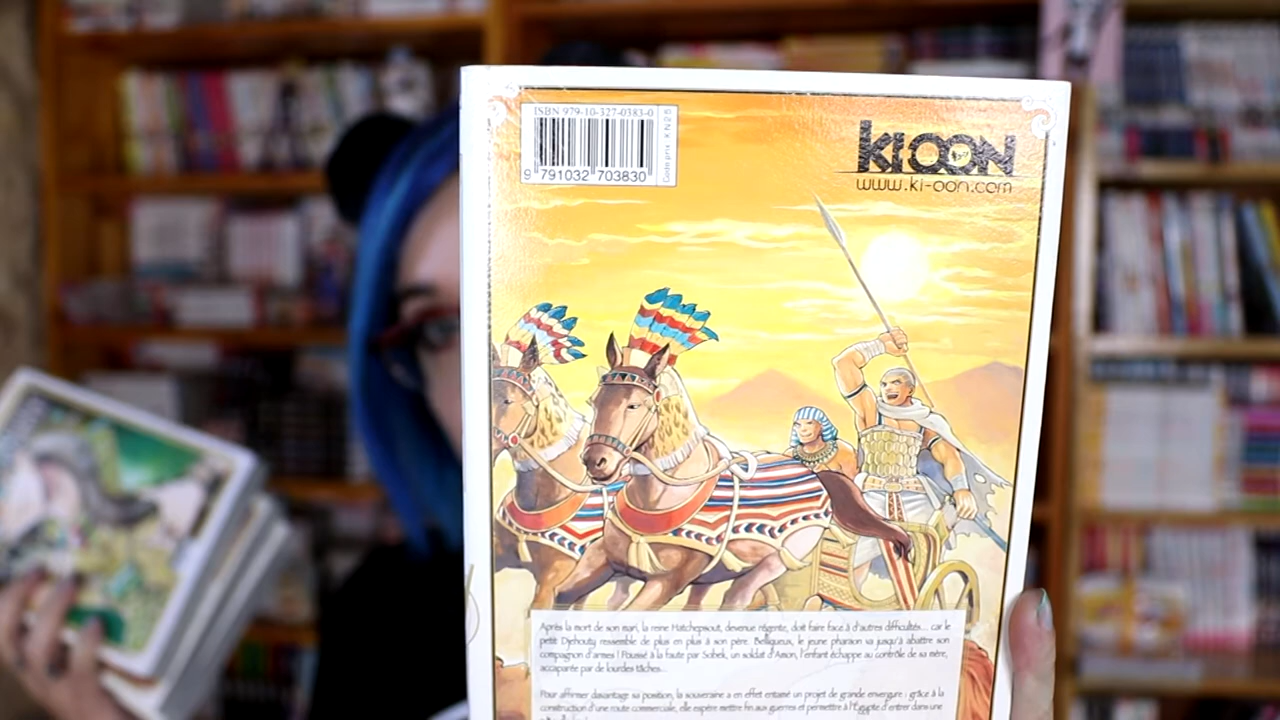 ISBN 979-10-327-0383-0
9 791032 703830
Code prix : KN25
KI-OON
www.ki-oon.com
Après la mort de son mari, la reine Hatchepsout, devenue régente, doit faire face à d'autres difficultés... car le
petit Djehouty ressemble de plus en plus à son père. Belliqueux, le jeune pharaon va jusqu'à abattre son
compagnon d'armes ! Poussé à la faute par Sobek, un soldat d'Amon, l'enfant échappe au contrôle de sa mère,
accaparée par de lourdes tâches...
Pour affirmer davantage sa position, la souveraine a en effet entamé un projet de grande envergure : grâce à la
construction d'une route commerciale, elle espère mettre fin aux guerres et permettre à l'Égypte d'entrer dans une